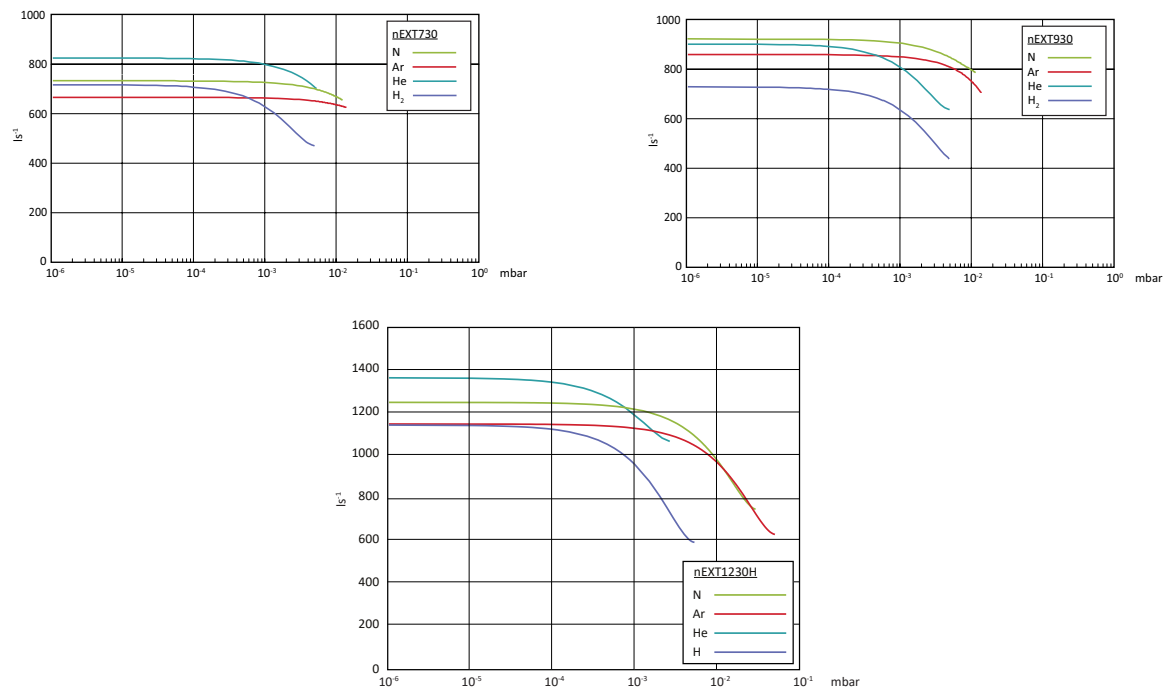 1000
800
600
400
200
0
ls⁻¹
nEXT730
N
Ar
He
H₂
10⁻⁶ 10⁻⁵ 10⁻⁴ 10⁻³ 10⁻² 10⁻¹ 10⁰ mbar
1000
800
600
400
200
0
ls⁻¹
nEXT930
N
Ar
He
H₂
10⁻⁶ 10⁻⁵ 10⁻⁴ 10⁻³ 10⁻² 10⁻¹ 10⁰ mbar
1600
1400
1200
1000
800
600
400
200
0
ls⁻¹
nEXT1230H
N
Ar
He
H
10⁻⁶ 10⁻⁵ 10⁻⁴ 10⁻³ 10⁻² 10⁻¹ mbar